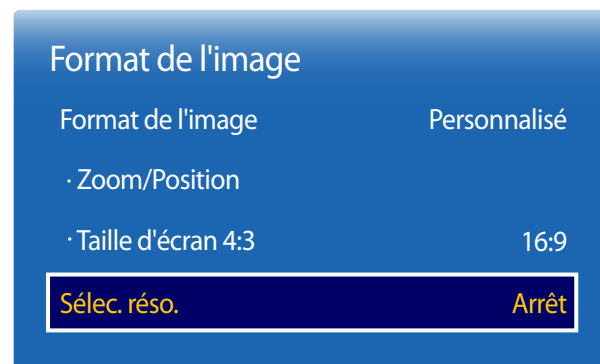 Format de l'image
Format de l'image Personnalisé
· Zoom/Position
· Taille d'écran 4:3 16:9
Sélec. réso. Arrêt